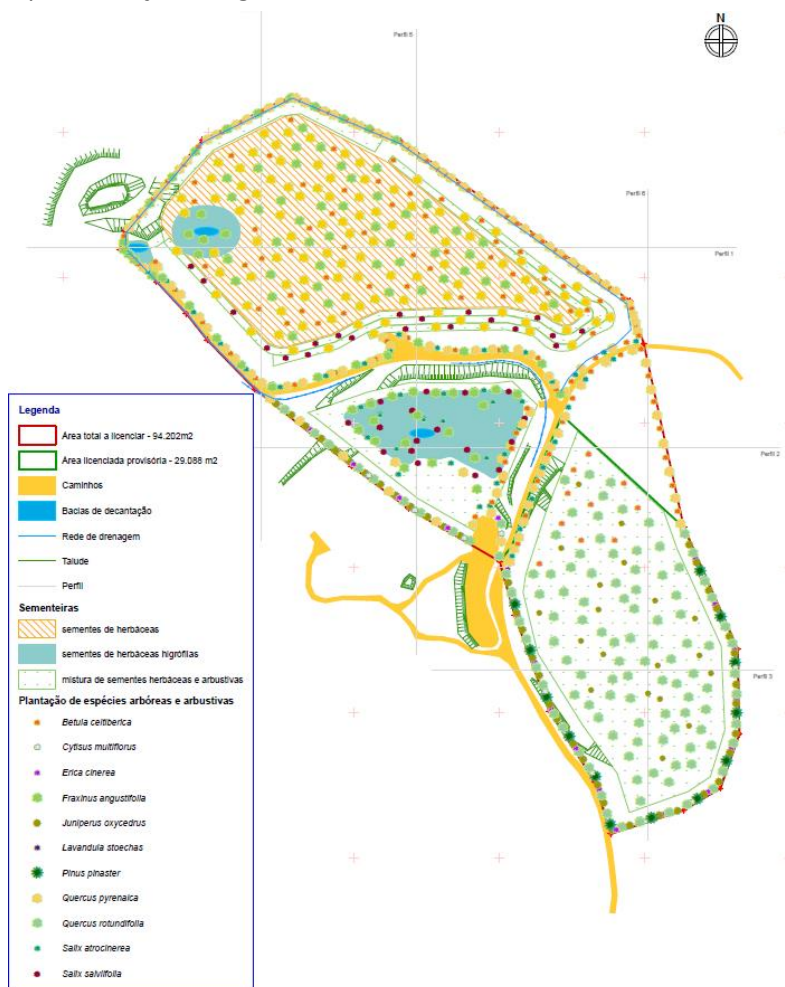 N
Perfil 5
Perfil 6
Perfil 1
Perfil 2
Perfil 3
Legenda
Área total a licenciar - 94.202m2
Área licenciada provisória - 29.088 m2
Caminhos
Bacias de decantação
Rede de drenagem
Talude
Perfil
Sementeiras
sementes de herbáceas
sementes de herbáceas higrófilas
mistura de sementes herbáceas e arbustivas
Plantação de espécies arbóreas e arbustivas
Betula celtiberica
Cytisus multiflorus
Erica cinerea
Fraxinus angustifolia
Juniperus oxycedrus
Lavandula stoechas
Pinus pinaster
Quercus pyrenaica
Quercus rotundifolia
Salix atrocinerea
Salix salviifolia